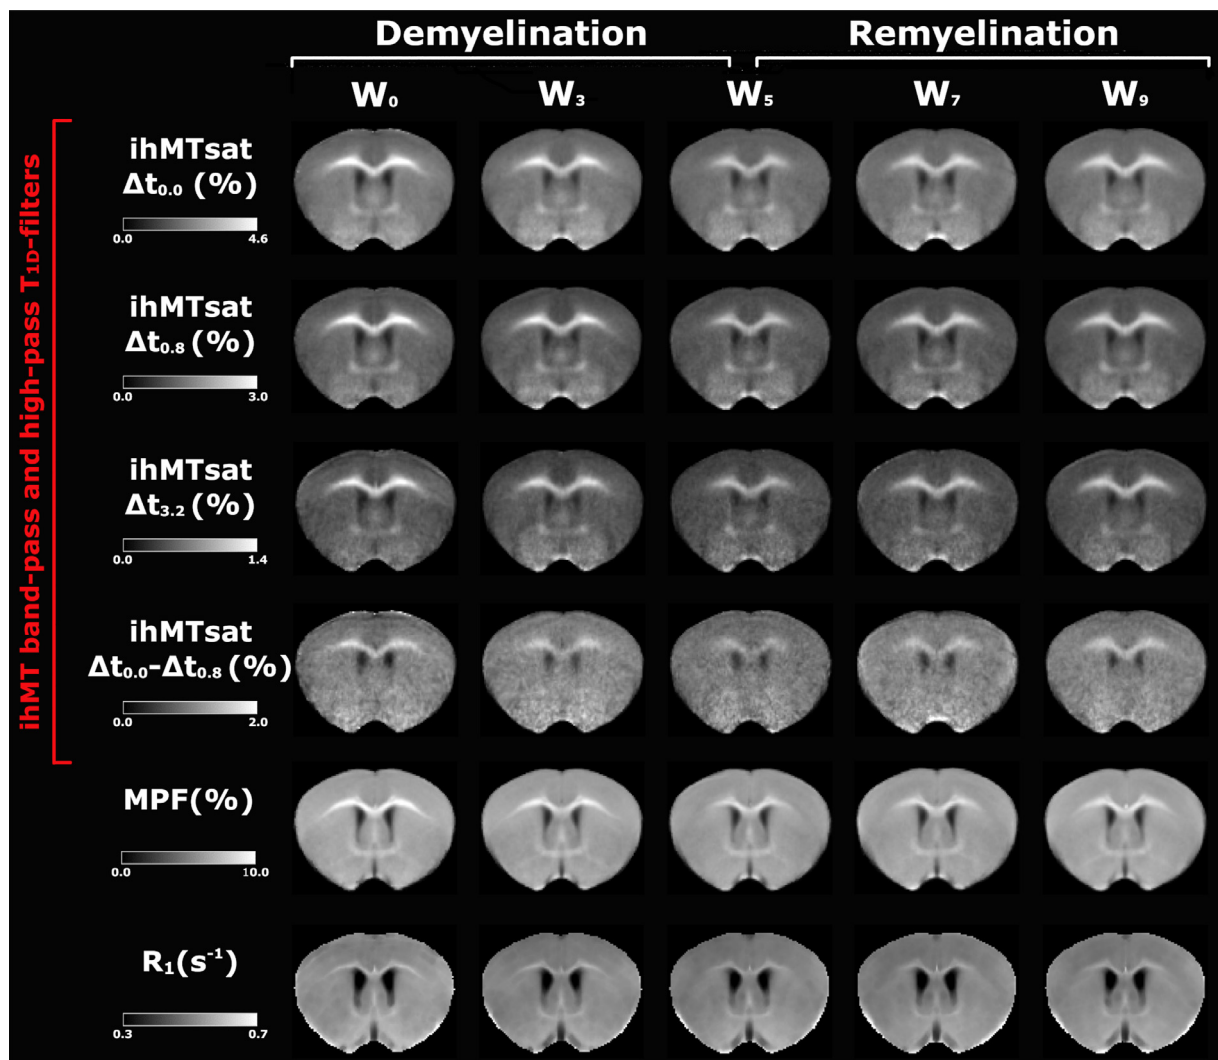 Demyelination Remyelination
W₀ W₃ W₅ W₇ W₉
ihMT band-pass and high-pass T₁D-filters
ihMTsat
Δt₀.₀ (%)
0.0 4.6
ihMTsat
Δt₀.₈ (%)
0.0 3.0
ihMTsat
Δt₃.₂ (%)
0.0 1.4
ihMTsat
Δt₀.₀-Δt₀.₈ (%)
0.0 2.0
MPF(%)
0.0 10.0
R₁(s⁻¹)
0.3 0.7